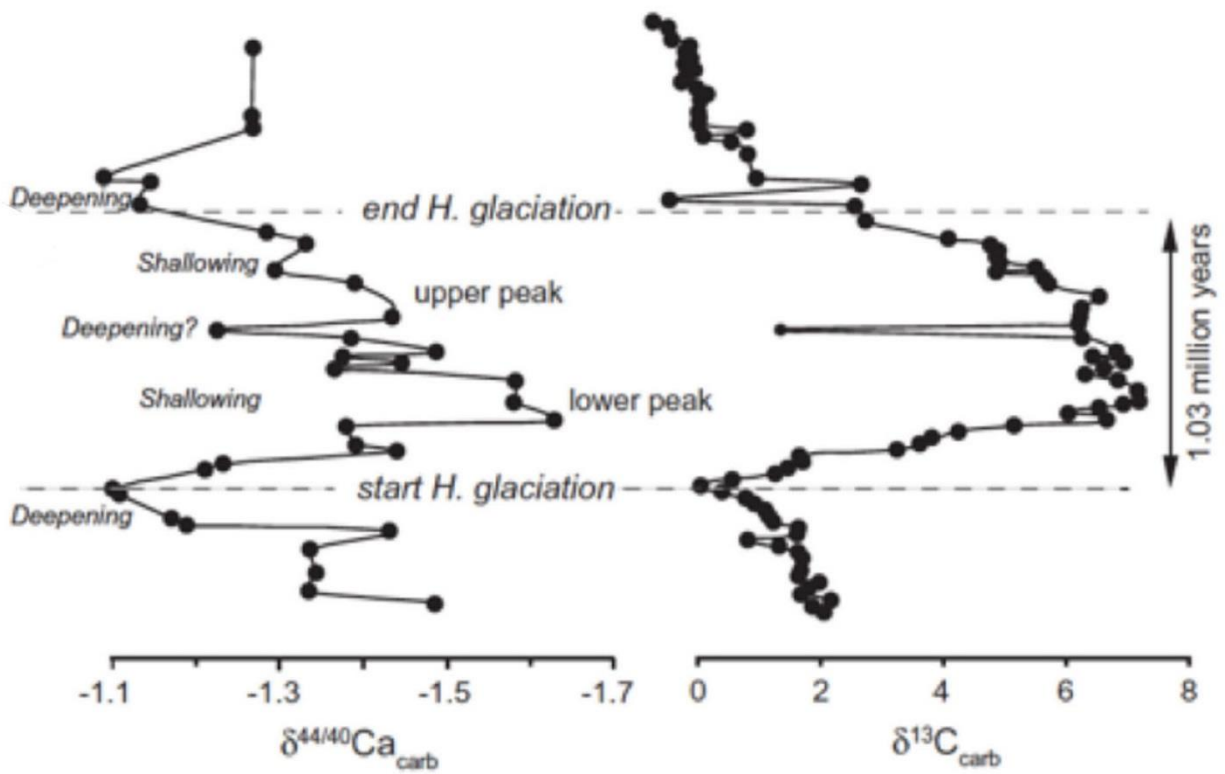 Deepening
end H. glaciation
Shallowing
upper peak
Deepening?
Shallowing
lower peak
1.03 million years
start H. glaciation
Deepening
-1.1 -1.3 -1.5 -1.7 0 2 4 6 8
δ44/40Cacarb δ13Ccarb